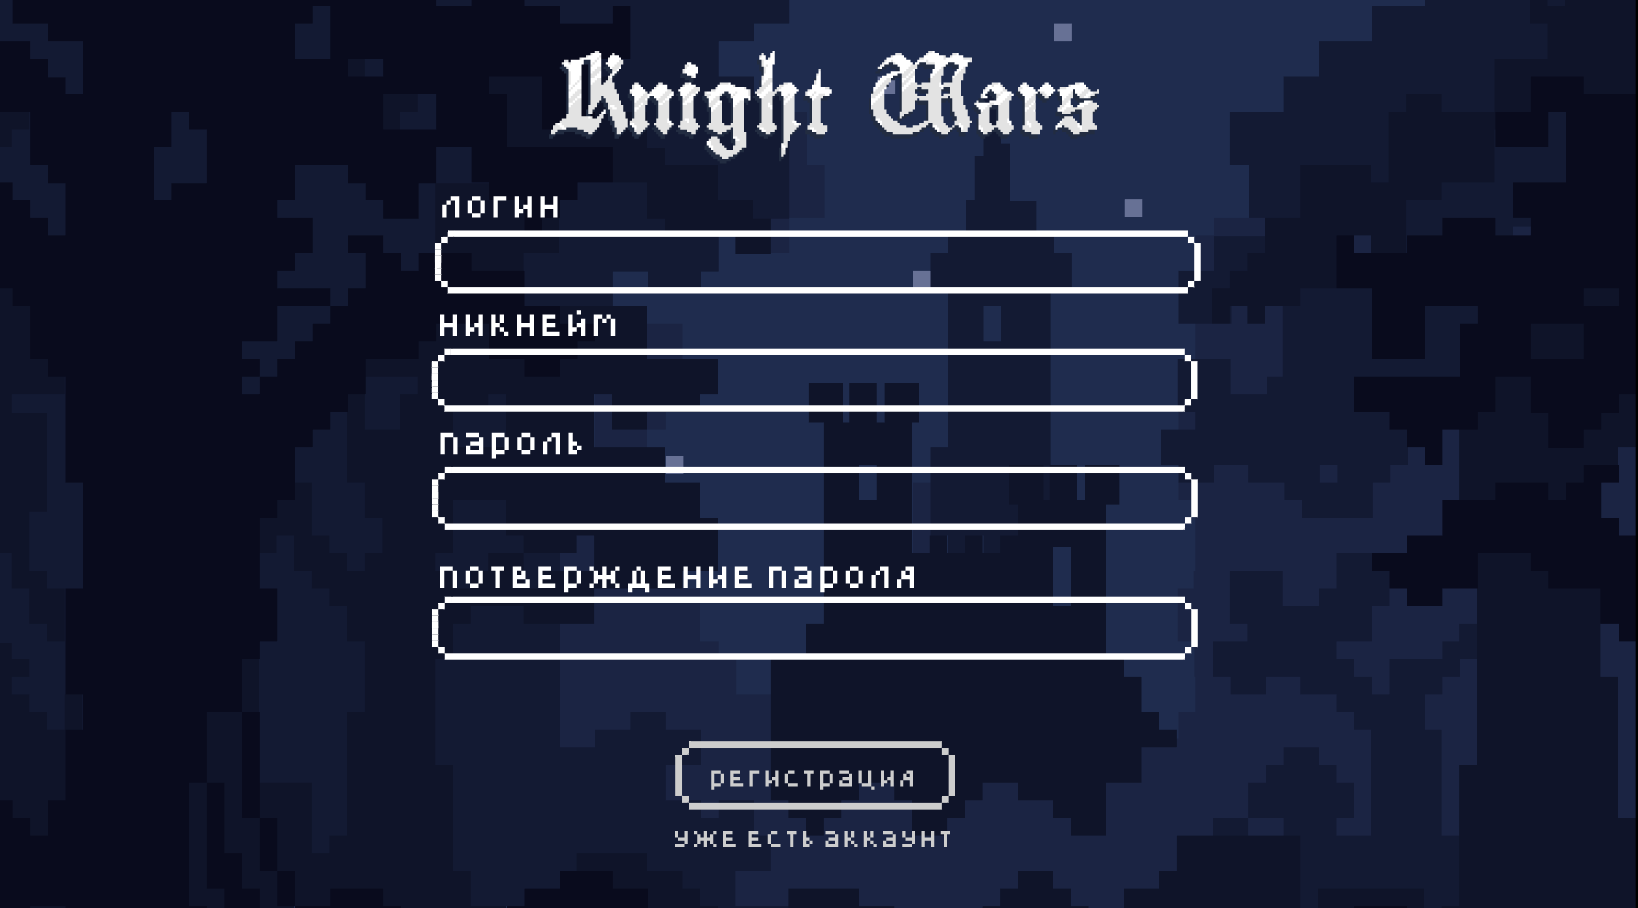 Knight Wars
логин
никнейм
пароль
потверждение пароля
регистрация
уже есть аккаунт